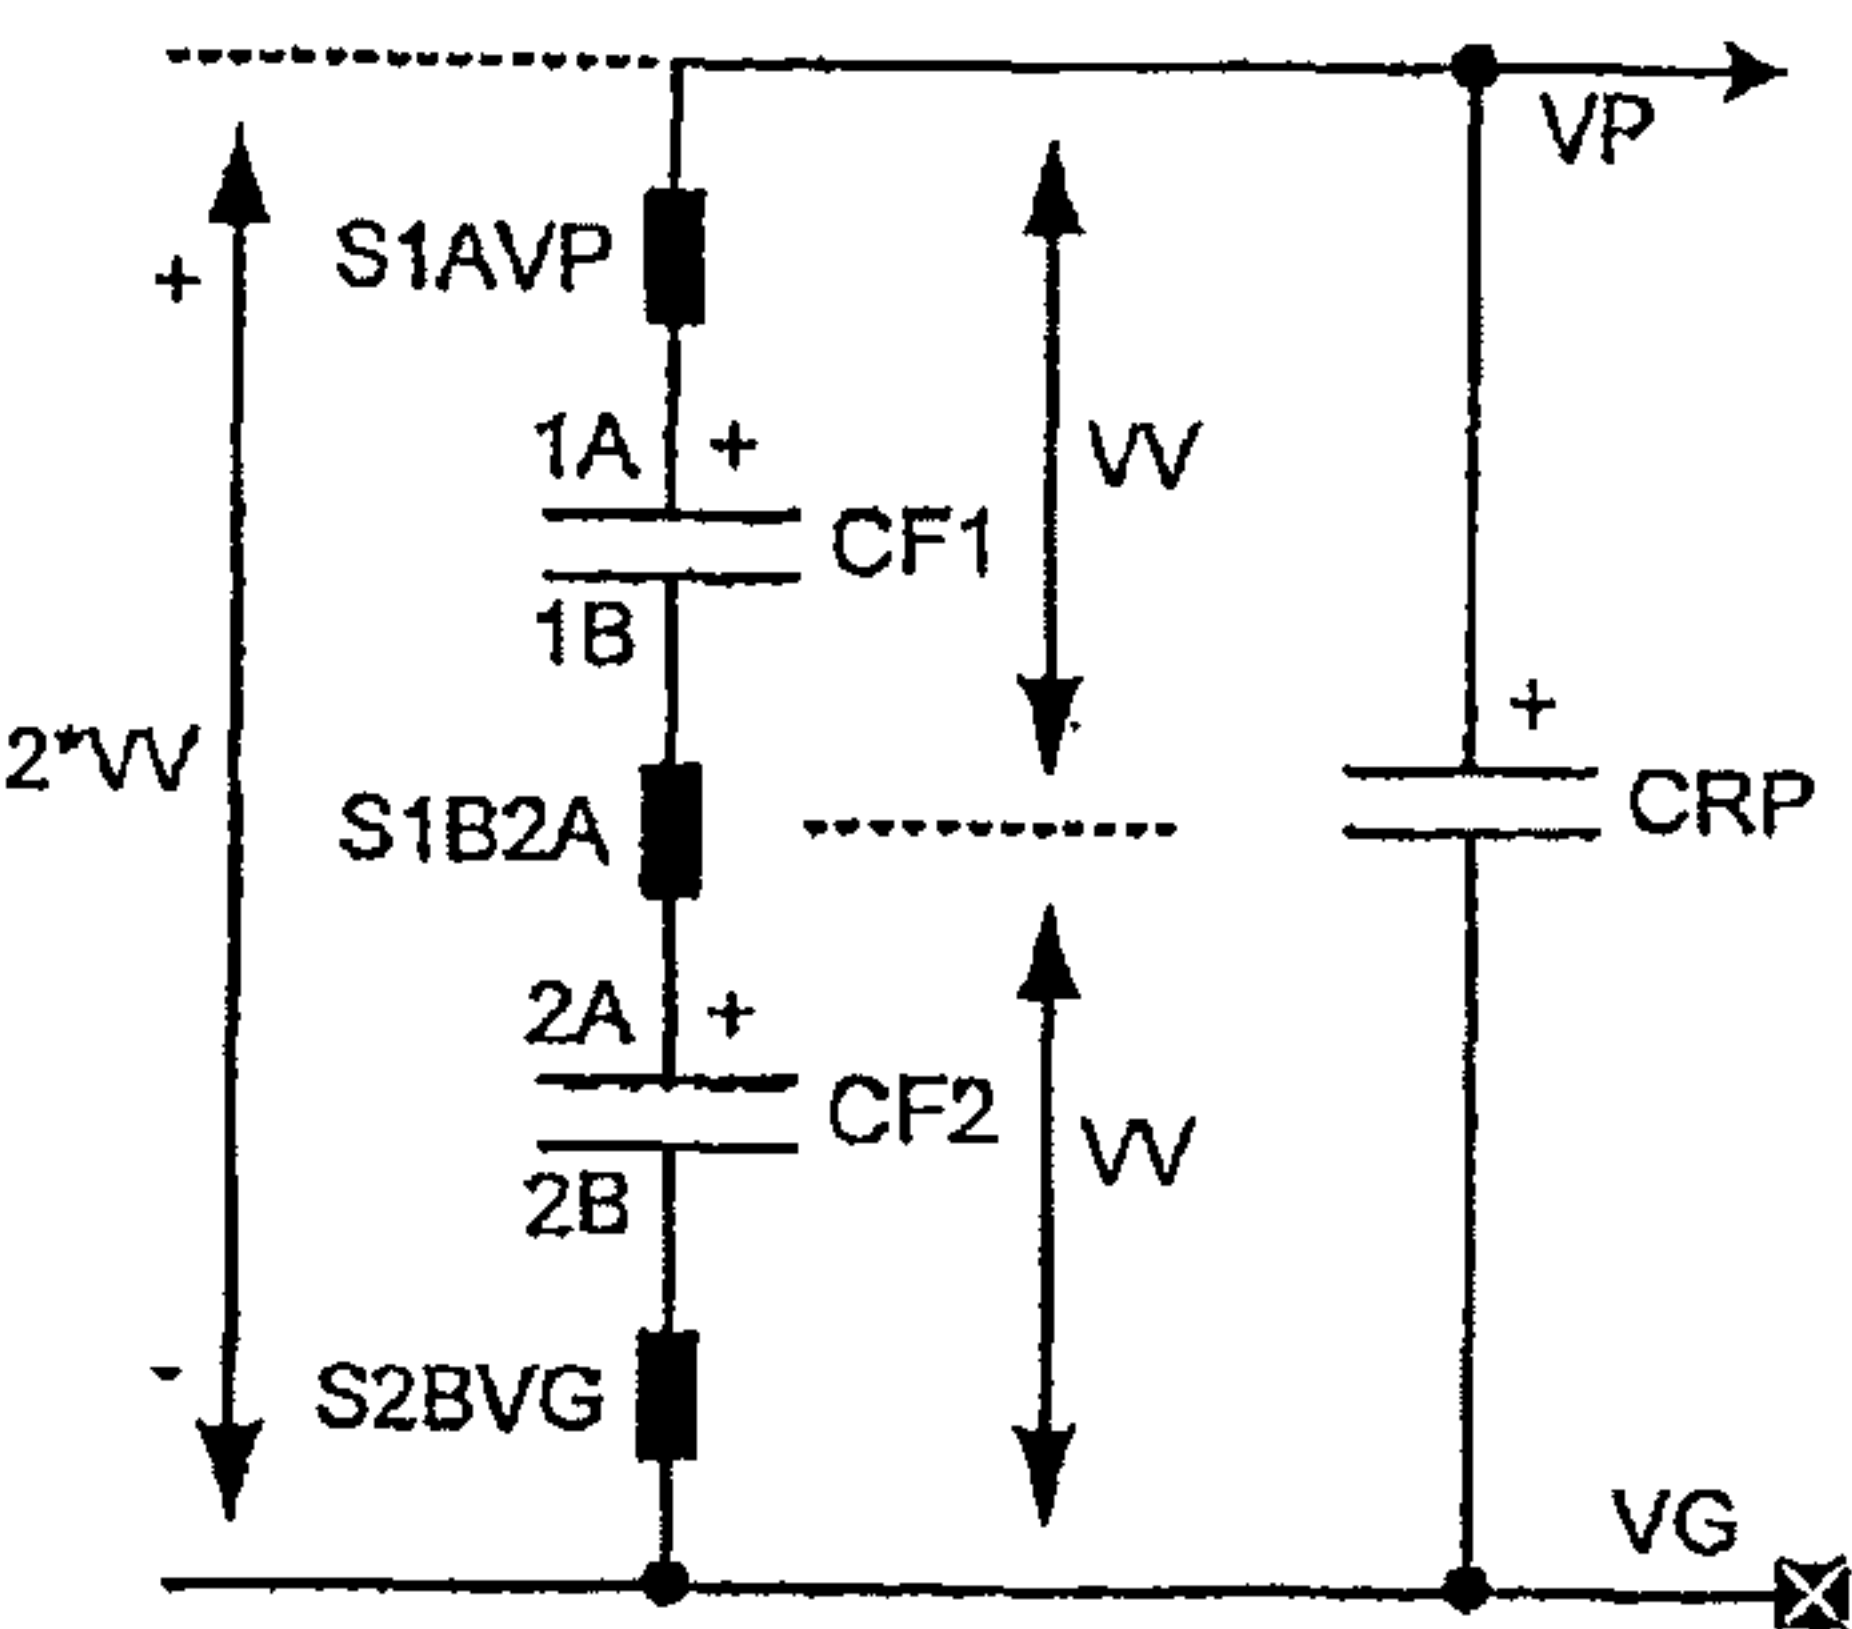 VP
+
S1AVP
1A +
VV
CF1
1B
+
2*VV
S1B2A
CRP
2A +
CF2
VV
2B
-
S2BVG
VG